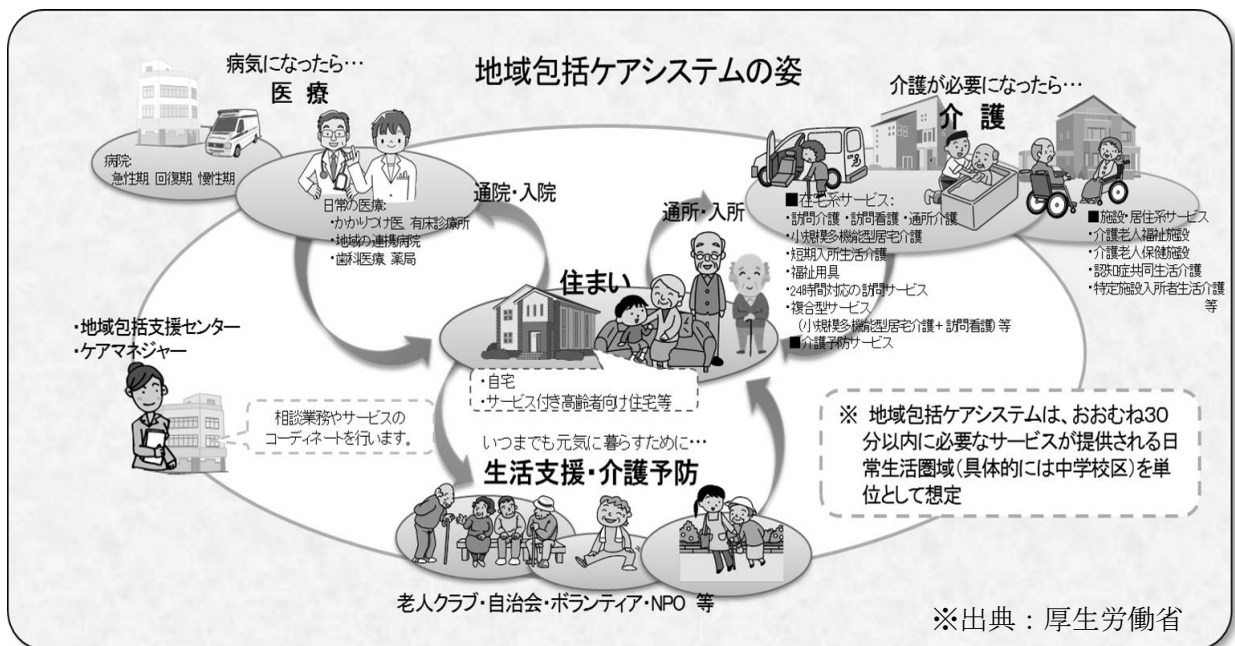 地域包括ケアシステムの姿
病気になったら…
医 療
病院:
急性期、回復期、慢性期
日常の医療:
・かかりつけ医、有床診療所
・地域の連携病院
・歯科医療、薬局
通院・入院
通所・入所
介護が必要になったら…
介 護
■在宅系サービス:
・訪問介護・訪問看護・通所介護
・小規模多機能型居宅介護
・短期入所生活介護
・福祉用具
・24時間対応の訪問サービス
・複合型サービス
(小規模多機能型居宅介護+訪問看護)等
■介護予防サービス
■施設・居住系サービス
・介護老人福祉施設
・介護老人保健施設
・認知症共同生活介護
・特定施設入所者生活介護
等
住まい
・自宅
・サービス付き高齢者向け住宅等
・地域包括支援センター
・ケアマネジャー
相談業務やサービスの
コーディネートを行います。
いつまでも元気に暮らすために…
生活支援・介護予防
老人クラブ・自治会・ボランティア・NPO 等
※ 地域包括ケアシステムは、おおむね30
分以内に必要なサービスが提供される日
常生活圏域(具体的には中学校区)を単
位として想定
※出典：厚生労働省